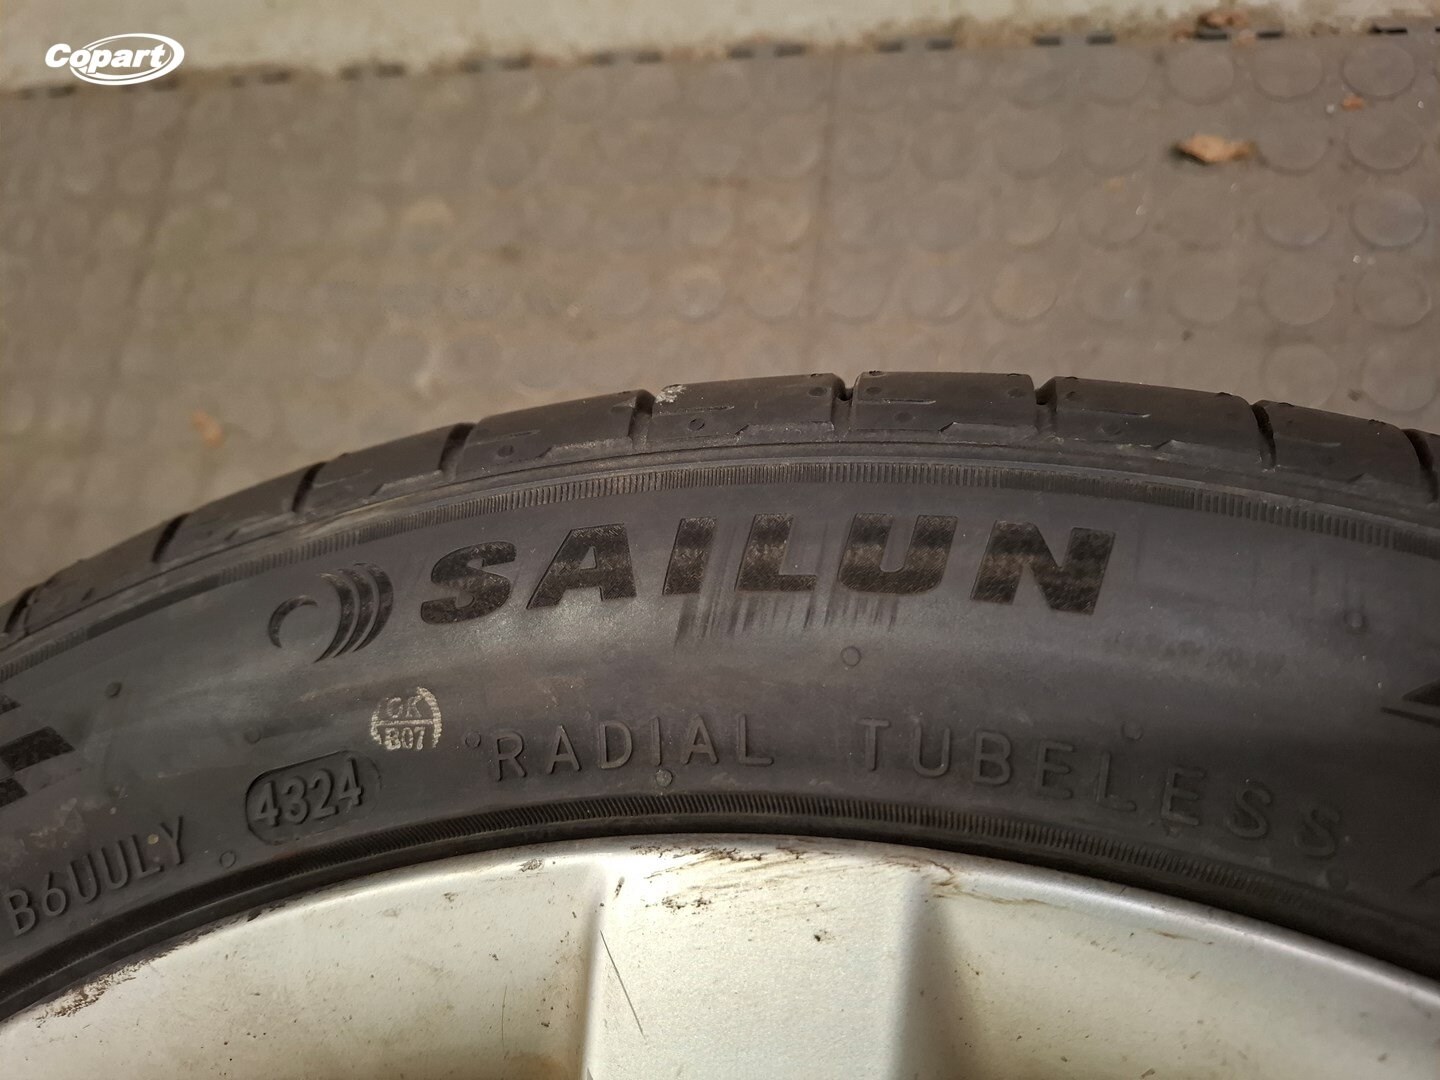 Copart
SAILUN
OK
B07
RADIAL TUBELESS
4324
B6UULY